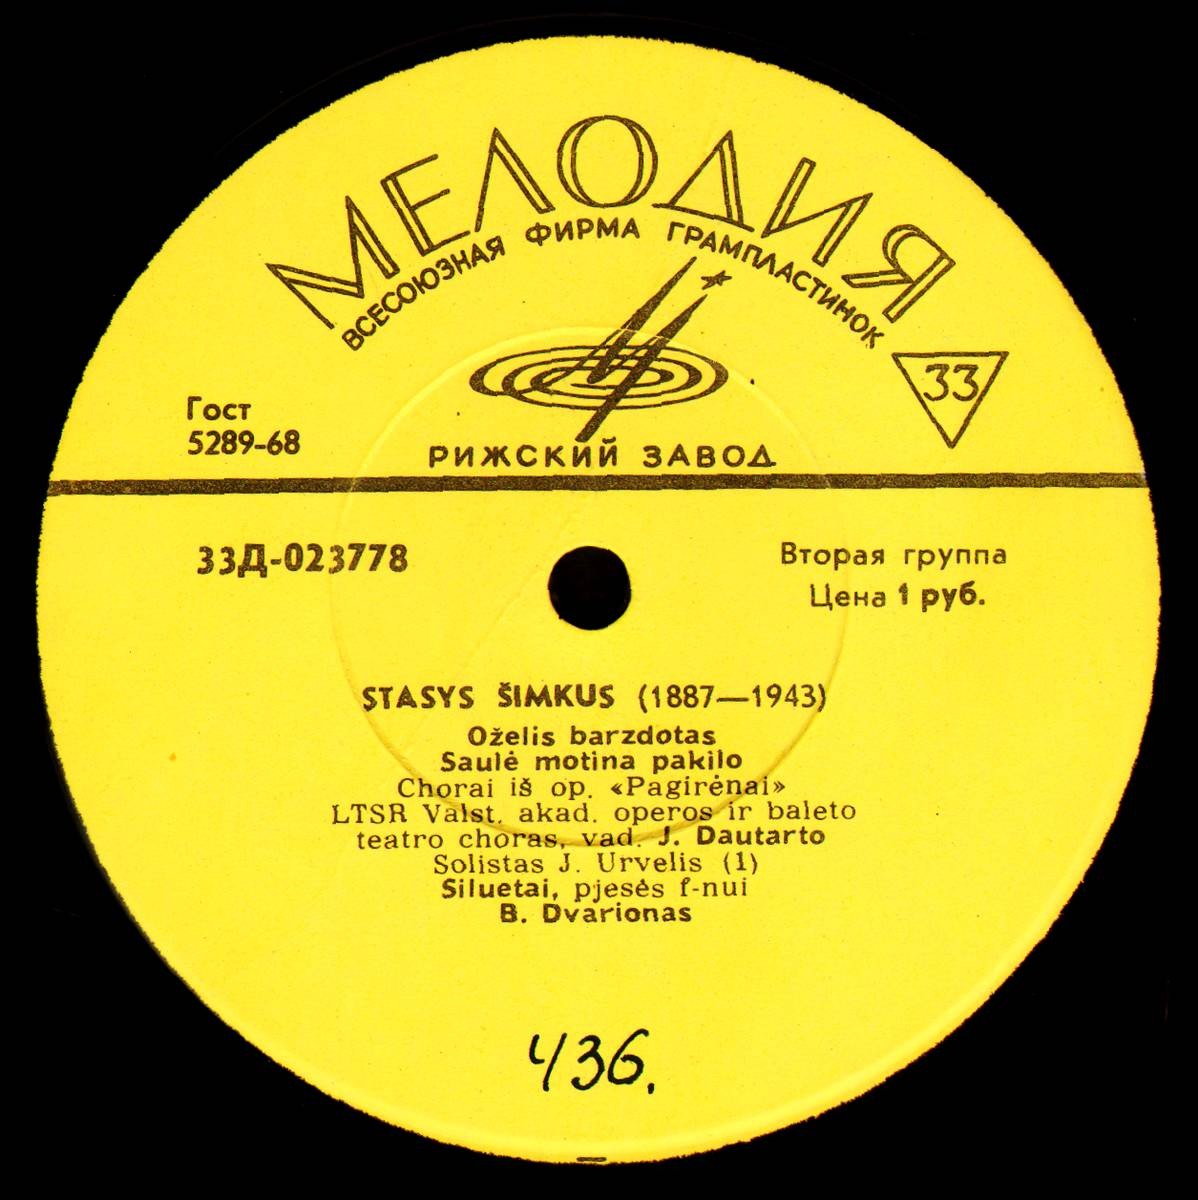 МЕЛОДИЯ
ВСЕСОЮЗНАЯ ФИРМА ГРАМПЛАСТИНОК
33
Гост
5289-68
РИЖСКИЙ ЗАВОД
33Д-023778
Вторая группа
Цена 1 руб.
STASYS ŠIMKUS (1887—1943)
Oželis barzdotas
Saulė motina pakilo
Chorai iš op. «Pagirėnai»
LTSR Valst. akad. operos ir baleto
teatro choras, vad. J. Dautarto
Solistas J. Urvelis (1)
Siluetai, pjesės f-nui
B. Dvarionas
436.